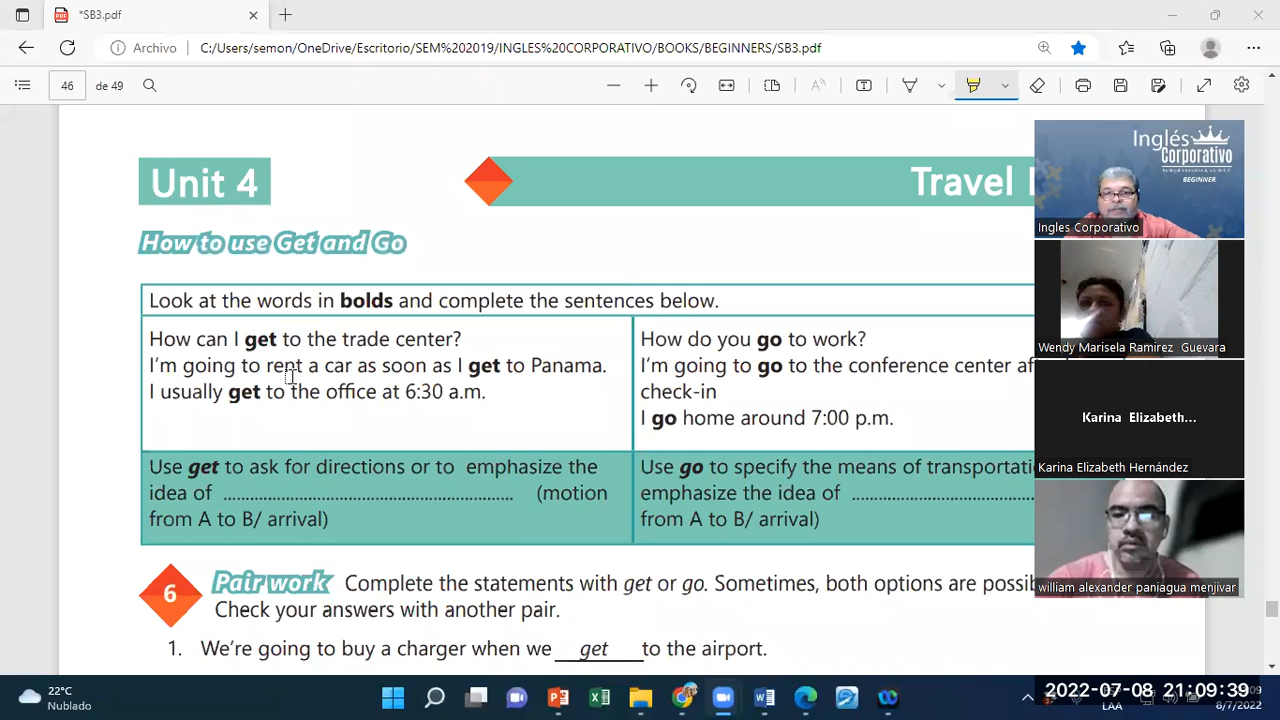 *SB3.pdf
Archivo
C:/Users/semon/OneDrive/Escritorio/SEM%202019/INGLES%20CORPORATIVO/BOOKS/BEGINNERS/SB3.pdf
46 de 49
Unit 4
Travel
How to use Get and Go
Look at the words in bolds and complete the sentences below.
How can I get to the trade center?
I'm going to rent a car as soon as I get to Panama.
I usually get to the office at 6:30 a.m.
How do you go to work?
I'm going to go to the conference center af
check-in
I go home around 7:00 p.m.
Use get to ask for directions or to emphasize the
idea of ................................................... (motion
from A to B/ arrival)
Use go to specify the means of transportati
emphasize the idea of ................................
from A to B/ arrival)
6
Pair work Complete the statements with get or go. Sometimes, both options are possib
Check your answers with another pair.
1. We're going to buy a charger when we get to the airport.
Inglés
Corporativo
BEGINNER
Ingles Corporativo
Wendy Marisela Ramirez Guevara
Karina Elizabeth...
Karina Elizabeth Hernández
william alexander paniagua menjivar
22°C
Nublado
LAA
2022-07-08 21:09:39
8/7/2022